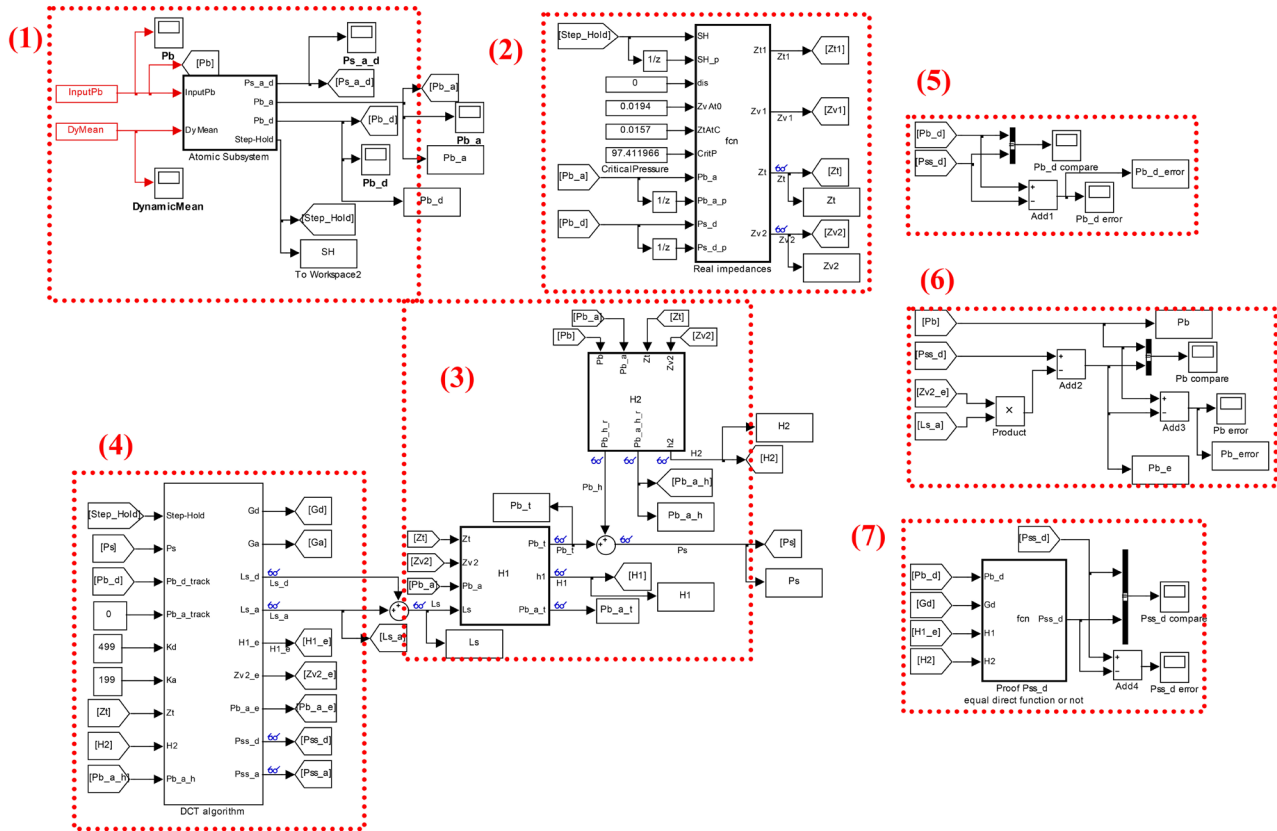 (1)
Pb
[Pb]
Ps_a_d
[Ps_a_d]
InputPb
DyMean
InputPb
DyMean
Ps_a_d
Pb_a
Pb_d
Step-Hold
Atomic Subsystem
[Pb_a]
Pb_a
Pb_a
[Pb_d]
Pb_d
Pb_d
DynamicMean
[Step_Hold]
SH
To Workspace2
(2)
[Step_Hold]
1/z
0
0.0194
0.0157
97.411966
CriticalPressure
[Pb_a]
1/z
[Pb_d]
1/z
SH
SH_p
dis
ZvAt0
ZtAtC
CritP
Pb_a
Pb_a_p
Ps_d
Ps_d_p
fcn
Zt1
Zv1
Zt
Zv2
Real impedances
Zt1
[Zt1]
Zv1
[Zv1]
Zt
[Zt]
Zt
Zv2
[Zv2]
Zv2
(3)
[Pb_a]
[Pb]
[Zt]
[Zv2]
Pb
Pb_a
Zt
Zv2
H2
Pb_h_r
Pb_a_h_r
h2
H2
H2
[H2]
Pb_h
[Pb_a_h]
Pb_a_h
Pb_t
[Zt]
[Zv2]
[Pb_a]
Zt
Zv2
Pb_a
Ls
H1
Pb_t
h1
Pb_a_t
Pb_t
H1
[H1]
H1
Pb_a_t
Ps
[Ps]
Ps
Ls
Ls
(4)
[Step_Hold]
[Ps]
[Pb_d]
0
499
199
[Zt]
[H2]
[Pb_a_h]
Step-Hold
Ps
Pb_d_track
Pb_a_track
Kd
Ka
Zt
H2
Pb_a_h
Gd
Ga
Ls_d
Ls_a
H1_e
Zv2_e
Pb_a_e
Pss_d
Pss_a
DCT algorithm
[Gd]
[Ga]
Ls_d
Ls_a
[Ls_a]
H1_e
[H1_e]
[Zv2_e]
[Pb_a_e]
[Pss_d]
[Pss_a]
(5)
[Pb_d]
[Pss_d]
Pb_d compare
Add1
Pb_d error
Pb_d_error
(6)
[Pb]
[Pss_d]
[Zv2_e]
[Ls_a]
×
Product
Add2
Pb
Pb compare
Add3
Pb error
Pb_error
Pb_e
(7)
[Pss_d]
[Pb_d]
[Gd]
[H1_e]
[H2]
Pb_d
Gd
H1
H2
fcn
Pss_d
Proof Pss_d
equal direct function or not
Pss_d compare
Add4
Pss_d error